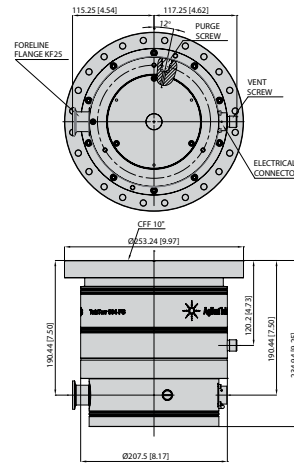 115.25 [4.54]
117.25 [4.62]
12°
PURGE
SCREW
FORELINE
FLANGE KF25
VENT
SCREW
ELECTRICAL
CONNECTO
CFF 10"
Ø253.24 [9.97]
190.44 [7.50]
120.2 [4.73]
190.44 [7.50]
Agilent
Ø207.5 [8.17]